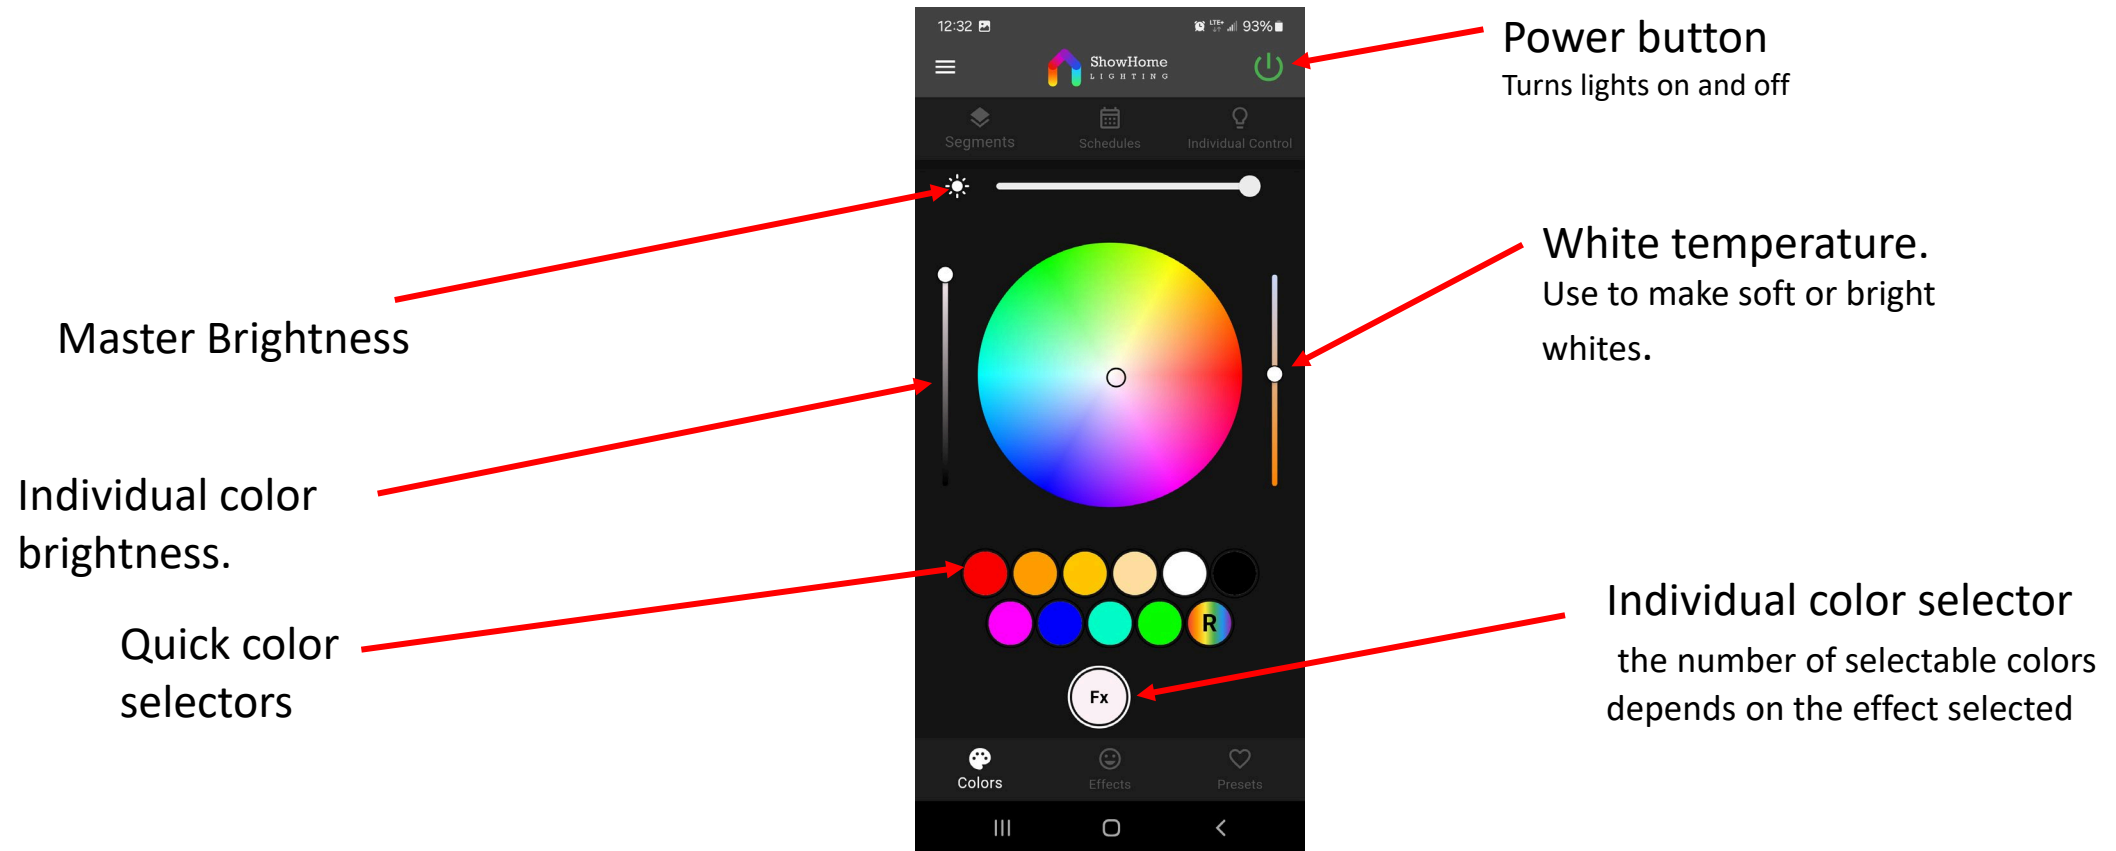 12:32
LTE+
93%
ShowHome
LIGHTING
Segments
Schedules
Individual Control
Power button
Turns lights on and off
Master Brightness
White temperature.
Use to make soft or bright
whites.
Individual color
brightness.
Quick color
selectors
R
Fx
Individual color selector
the number of selectable colors
depends on the effect selected
Colors
Effects
Presets